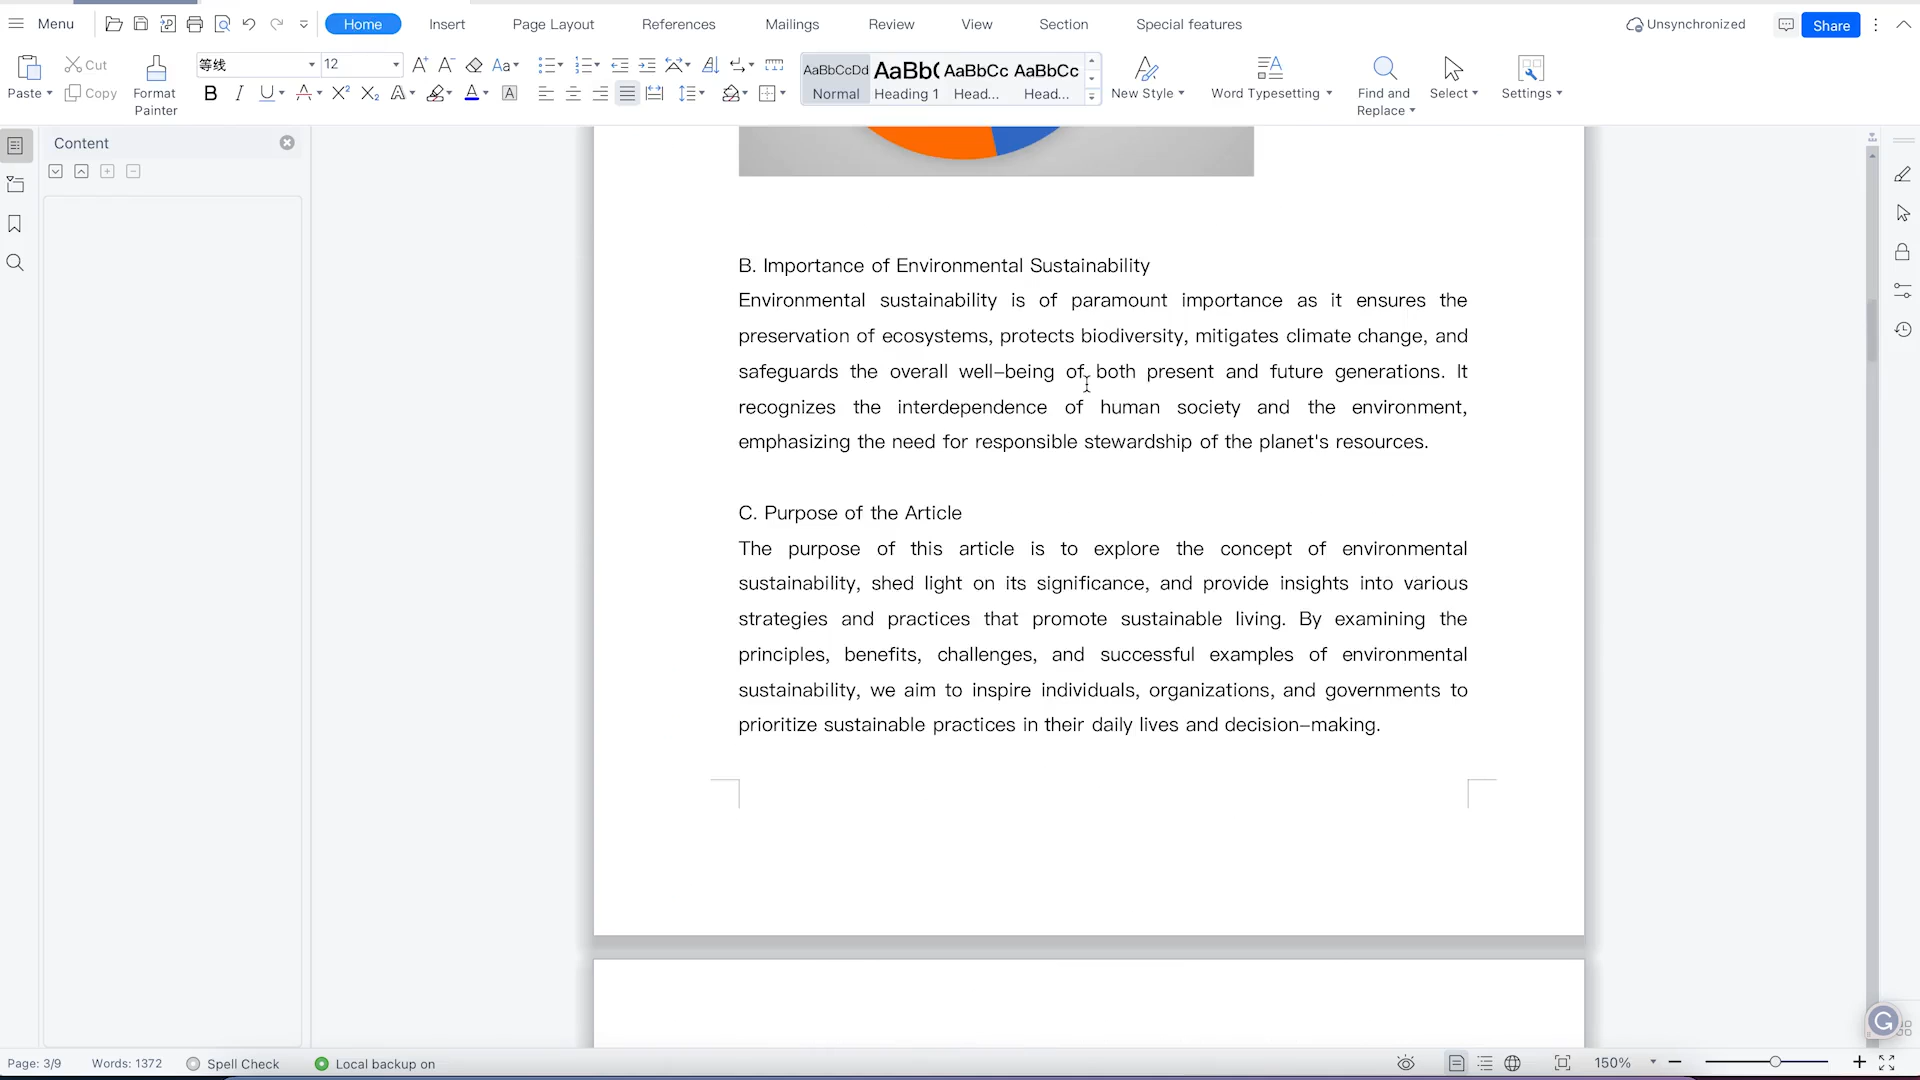 Menu Home Insert Page Layout References Mailings Review View Section Special features Unsynchronized Share
Cut 等线 12
Paste Copy Format Painter
AaBbCcDd AaBb( AaBbCc AaBbCc
Normal Heading 1 Head... Head...
New Style Word Typesetting Find and Replace Select Settings
Content
B. Importance of Environmental Sustainability
Environmental sustainability is of paramount importance as it ensures the
preservation of ecosystems, protects biodiversity, mitigates climate change, and
safeguards the overall well-being of both present and future generations. It
recognizes the interdependence of human society and the environment,
emphasizing the need for responsible stewardship of the planet's resources.
C. Purpose of the Article
The purpose of this article is to explore the concept of environmental
sustainability, shed light on its significance, and provide insights into various
strategies and practices that promote sustainable living. By examining the
principles, benefits, challenges, and successful examples of environmental
sustainability, we aim to inspire individuals, organizations, and governments to
prioritize sustainable practices in their daily lives and decision-making.
Page: 3/9 Words: 1372 Spell Check Local backup on 150%